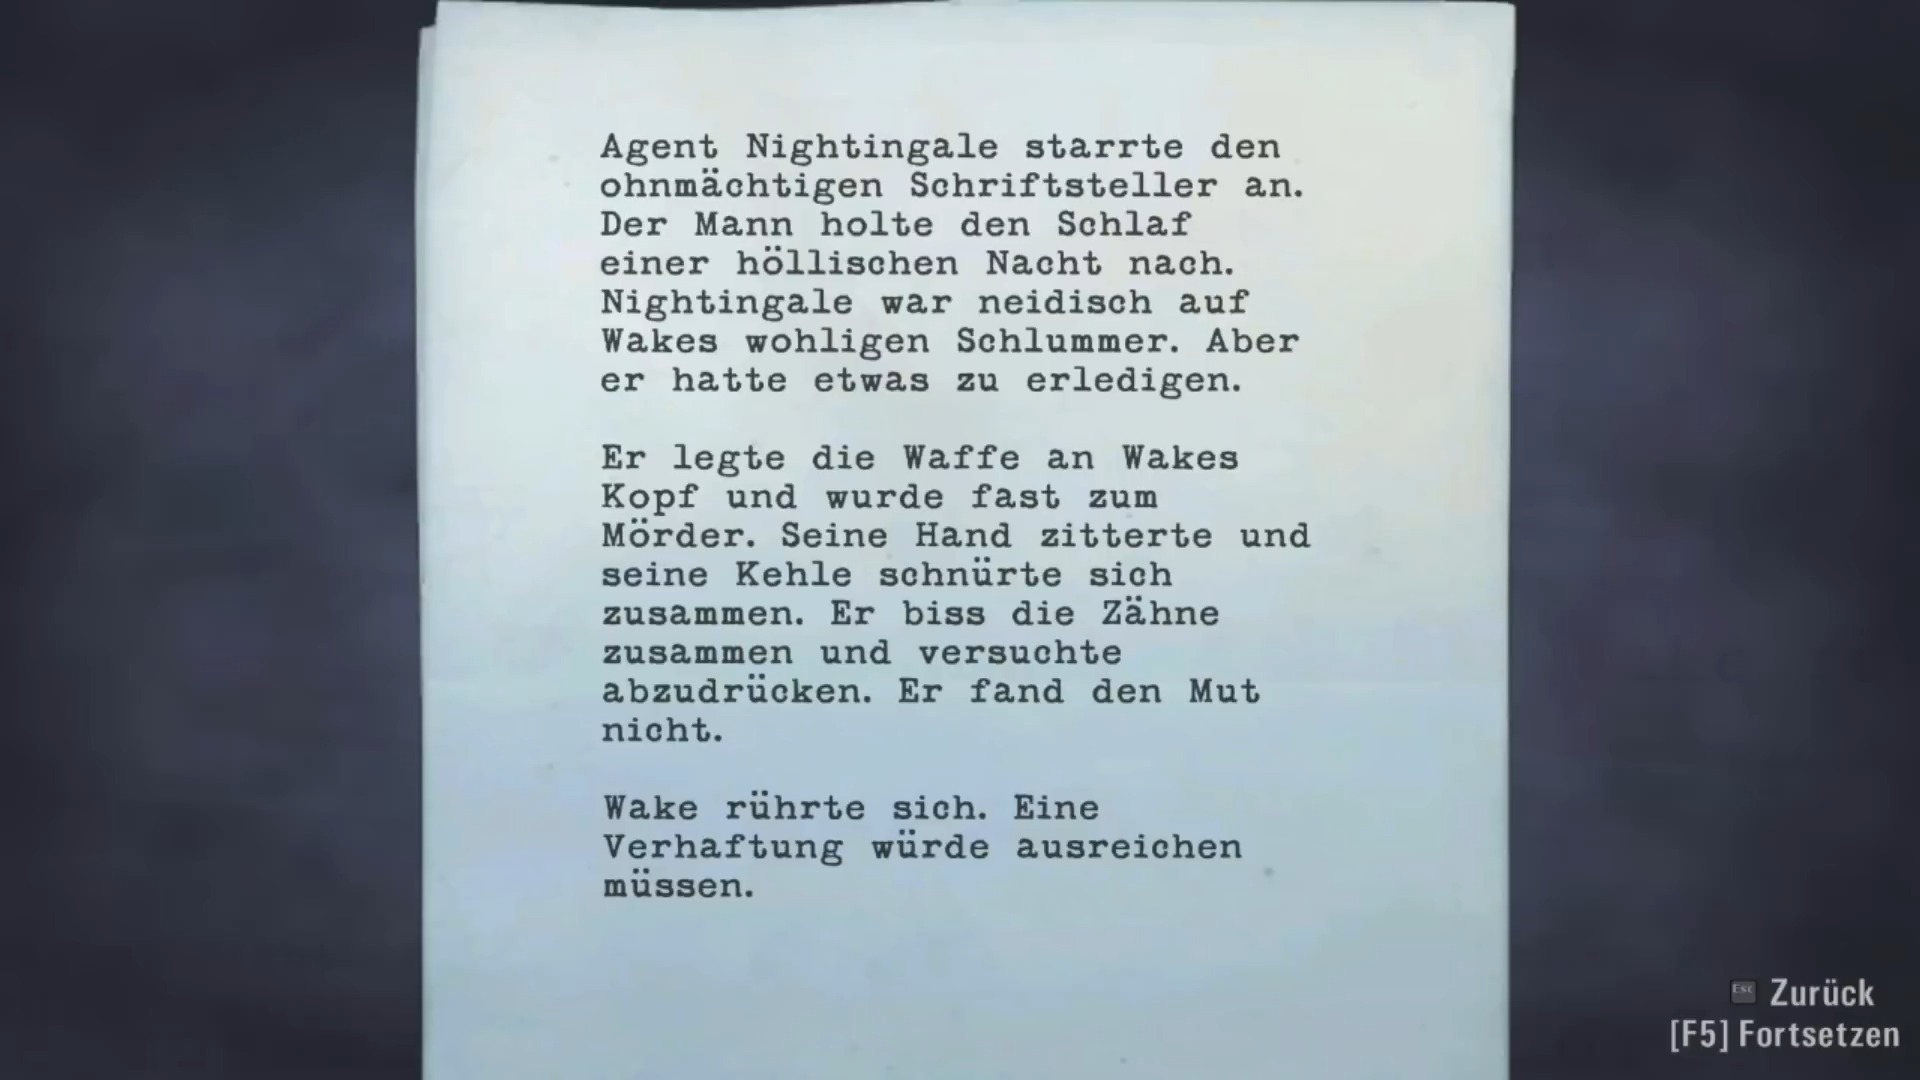 Agent Nightingale starrte den
ohnmächtigen Schriftsteller an.
Der Mann holte den Schlaf
einer höllischen Nacht nach.
Nightingale war neidisch auf
Wakes wohligen Schlummer. Aber
er hatte etwas zu erledigen.
Er legte die Waffe an Wakes
Kopf und wurde fast zum
Mörder. Seine Hand zitterte und
seine Kehle schnürte sich
zusammen. Er biss die Zähne
zusammen und versuchte
abzudrücken. Er fand den Mut
nicht.
Wake rührte sich. Eine
Verhaftung würde ausreichen
müssen.
Esc Zurück
[F5] Fortsetzen